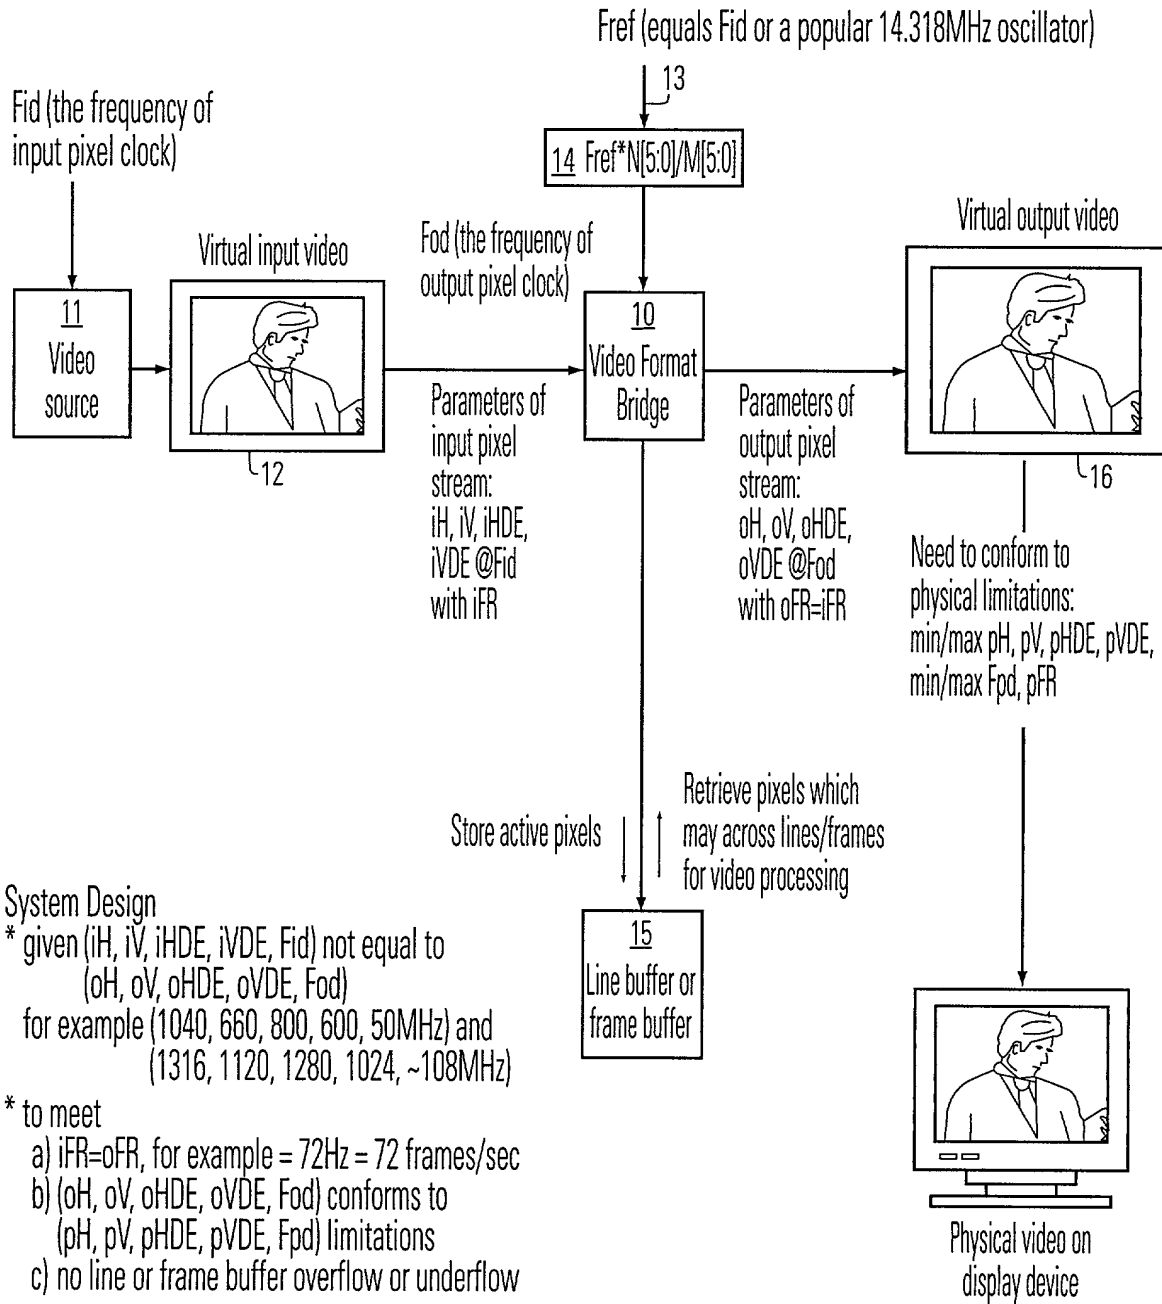 Fref (equals Fid or a popular 14.318MHz oscillator)
13
Fid (the frequency of
input pixel clock)
14 Fref*N[5:0]/M[5:0]
Virtual input video
Fod (the frequency of
output pixel clock)
Virtual output video
11
Video
source
12
Parameters of
input pixel
stream:
iH, iV, iHDE,
iVDE @Fid
with iFR
10
Video Format
Bridge
Parameters of
output pixel
stream:
oH, oV, oHDE,
oVDE @Fod
with oFR=iFR
16
Need to conform to
physical limitations:
min/max pH, pV, pHDE, pVDE,
min/max Fpd, pFR
Store active pixels
Retrieve pixels which
may across lines/frames
for video processing
15
Line buffer or
frame buffer
System Design
* given (iH, iV, iHDE, iVDE, Fid) not equal to
(oH, oV, oHDE, oVDE, Fod)
for example (1040, 660, 800, 600, 50MHz) and
(1316, 1120, 1280, 1024, ~108MHz)
* to meet
a) iFR=oFR, for example = 72Hz = 72 frames/sec
b) (oH, oV, oHDE, oVDE, Fod) conforms to
(pH, pV, pHDE, pVDE, Fpd) limitations
c) no line or frame buffer overflow or underflow
Physical video on
display device